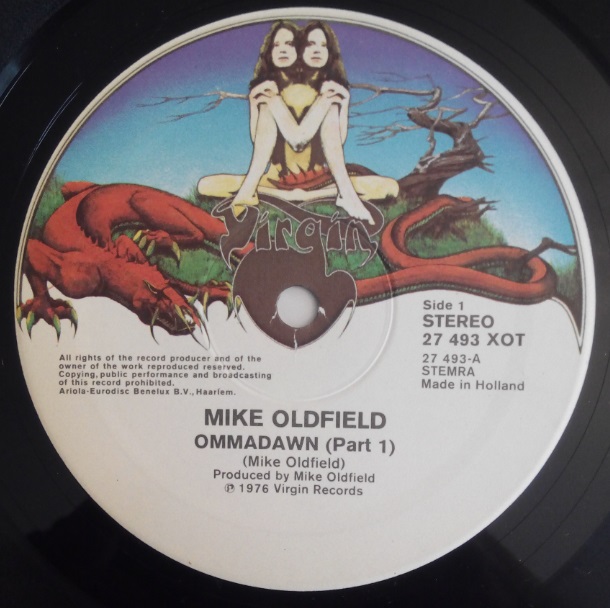 Virgin
Side 1
STEREO
27 493 XOT
27 493-A
STEMRA
Made in Holland
All rights of the record producer and of the
owner of the work reproduced reserved.
Copying, public performance and broadcasting
of this record prohibited.
Ariola-Eurodisc Benelux B.V., Haarlem.
MIKE OLDFIELD
OMMADAWN (Part 1)
(Mike Oldfield)
Produced by Mike Oldfield
℗ 1976 Virgin Records